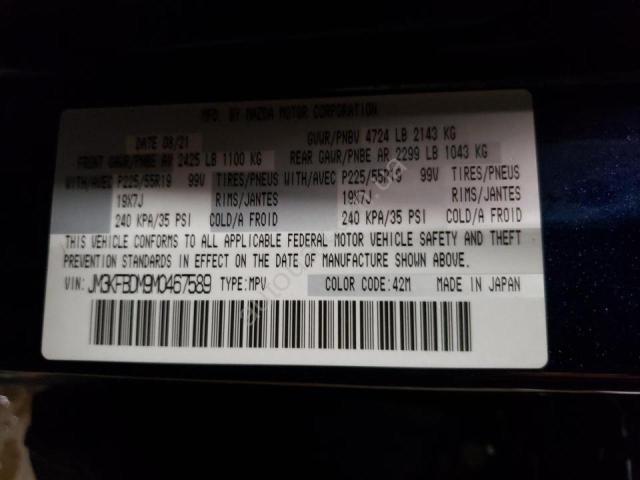 MFD. BY MAZDA MOTOR CORPORATION
DATE 08/21 GVWR/PNBV 4724 LB 2143 KG
FRONT GAWR/PNBE AV 2425 LB 1100 KG REAR GAWR/PNBE AR 2299 LB 1043 KG
WITH/AVEC P225/55R19 99V TIRES/PNEUS WITH/AVEC P225/55R19 99V TIRES/PNEUS
19X7J RIMS/JANTES 19X7J RIMS/JANTES
240 KPA/35 PSI COLD/A FROID 240 KPA/35 PSI COLD/A FROID
THIS VEHICLE CONFORMS TO ALL APPLICABLE FEDERAL MOTOR VEHICLE SAFETY AND THEFT
PREVENTION STANDARDS IN EFFECT ON THE DATE OF MANUFACTURE SHOWN ABOVE.
VIN: JM3KFBDM9M0467589 TYPE: MPV COLOR CODE: 42M MADE IN JAPAN